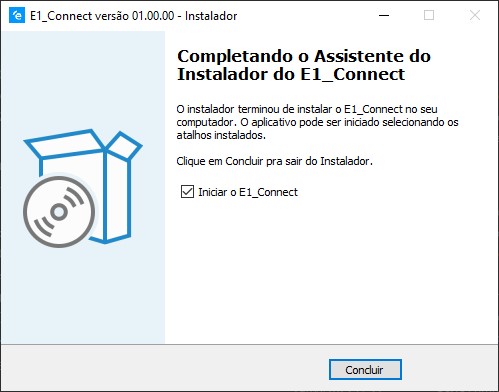 E1_Connect versão 01.00.00 - Instalador
Completando o Assistente do
Instalador do E1_Connect
O instalador terminou de instalar o E1_Connect no seu
computador. O aplicativo pode ser iniciado selecionando os
atalhos instalados.
Clique em Concluir pra sair do Instalador.
Iniciar o E1_Connect
Concluir